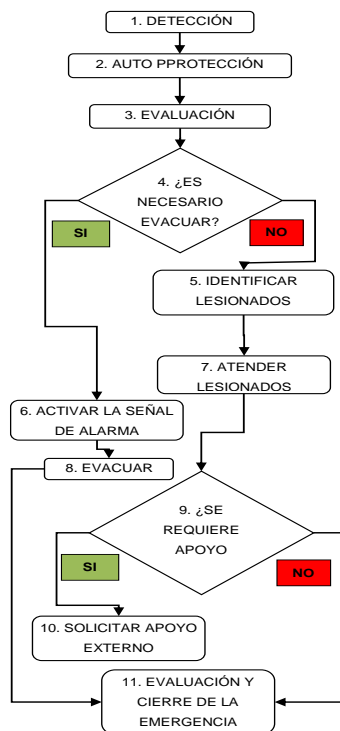 1. DETECCIÓN
2. AUTO PPROTECCIÓN
3. EVALUACIÓN
4. ¿ES
NECESARIO
EVACUAR?
SI
NO
5. IDENTIFICAR
LESIONADOS
7. ATENDER
LESIONADOS
6. ACTIVAR LA SEÑAL
DE ALARMA
8. EVACUAR
9. ¿SE
REQUIERE
APOYO
SI
NO
10. SOLICITAR APOYO
EXTERNO
11. EVALUACIÓN Y
CIERRE DE LA
EMERGENCIA